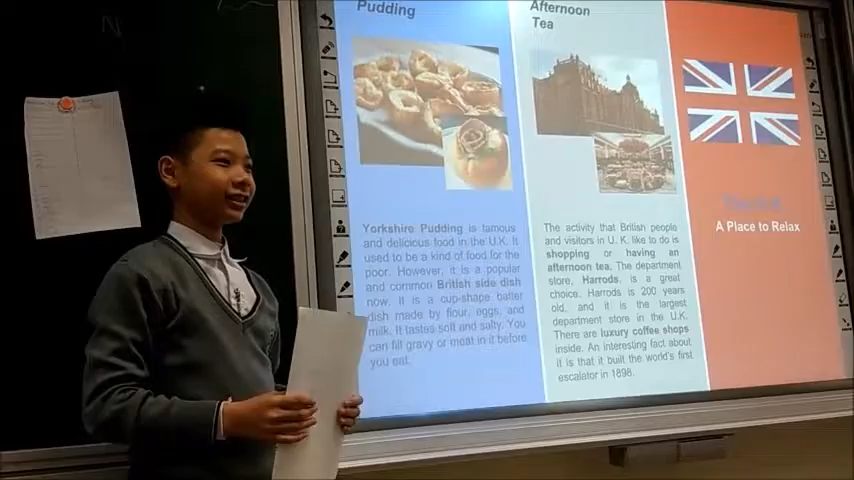 Pudding
Yorkshire Pudding is famous
and delicious food in the U.K. It
used to be a kind of food for the
poor. However, it is a popular
and common British side dish
now. It is a cup-shape batter
dish made by flour, eggs, and
milk. It tastes soft and salty. You
can fill gravy or meat in it before
you eat.
Afternoon
Tea
The activity that British people
and visitors in U.K. like to do is
shopping or having an
afternoon tea. The department
store, Harrods, is a great
choice. Harrods is 200 years
old, and it is the largest
department store in the U.K.
There are luxury coffee shops
inside. An interesting fact about
it is that it built the world's first
escalator in 1898.
A Place to Relax